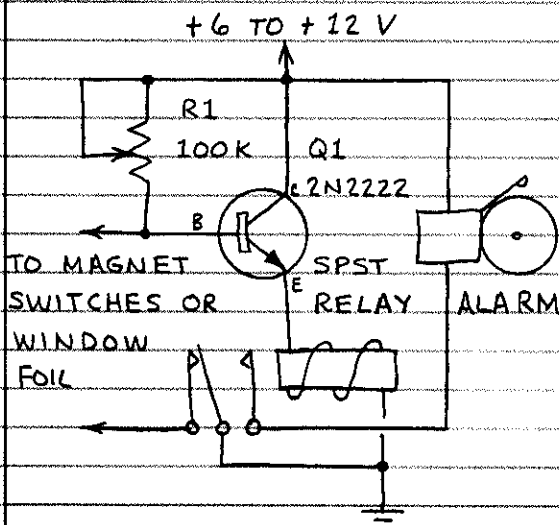 +6 TO +12 V
R1
100K
Q1
C 2N2222
B
E
TO MAGNET
SWITCHES OR
WINDOW
FOIL
SPST
RELAY
ALARM